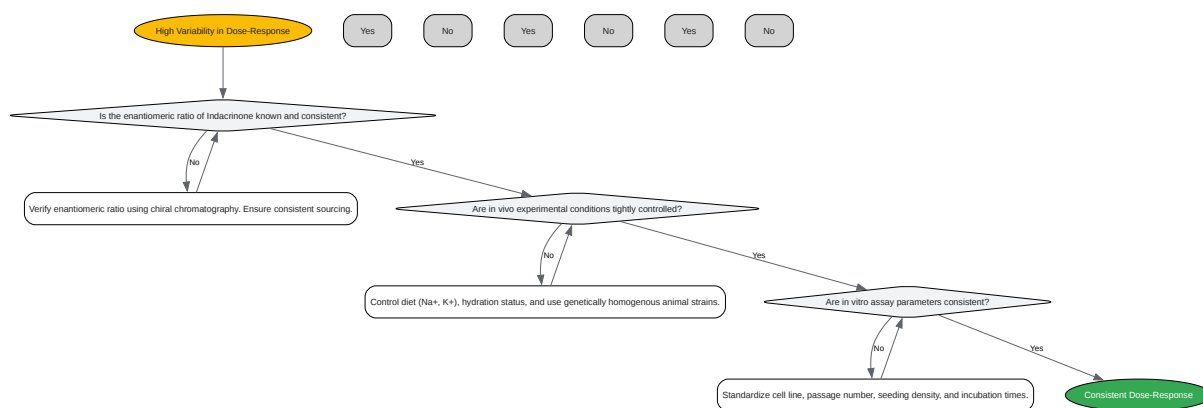 High Variability in Dose-Response
Yes
No
Yes
No
Yes
No
Is the enantiomeric ratio of Indacrinone known and consistent?
No
Yes
Verify enantiomeric ratio using chiral chromatography. Ensure consistent sourcing.
Are in vivo experimental conditions tightly controlled?
No
Yes
Control diet (Na+, K+), hydration status, and use genetically homogenous animal strains.
Are in vitro assay parameters consistent?
No
Yes
Standardize cell line, passage number, seeding density, and incubation times.
Consistent Dose-Response